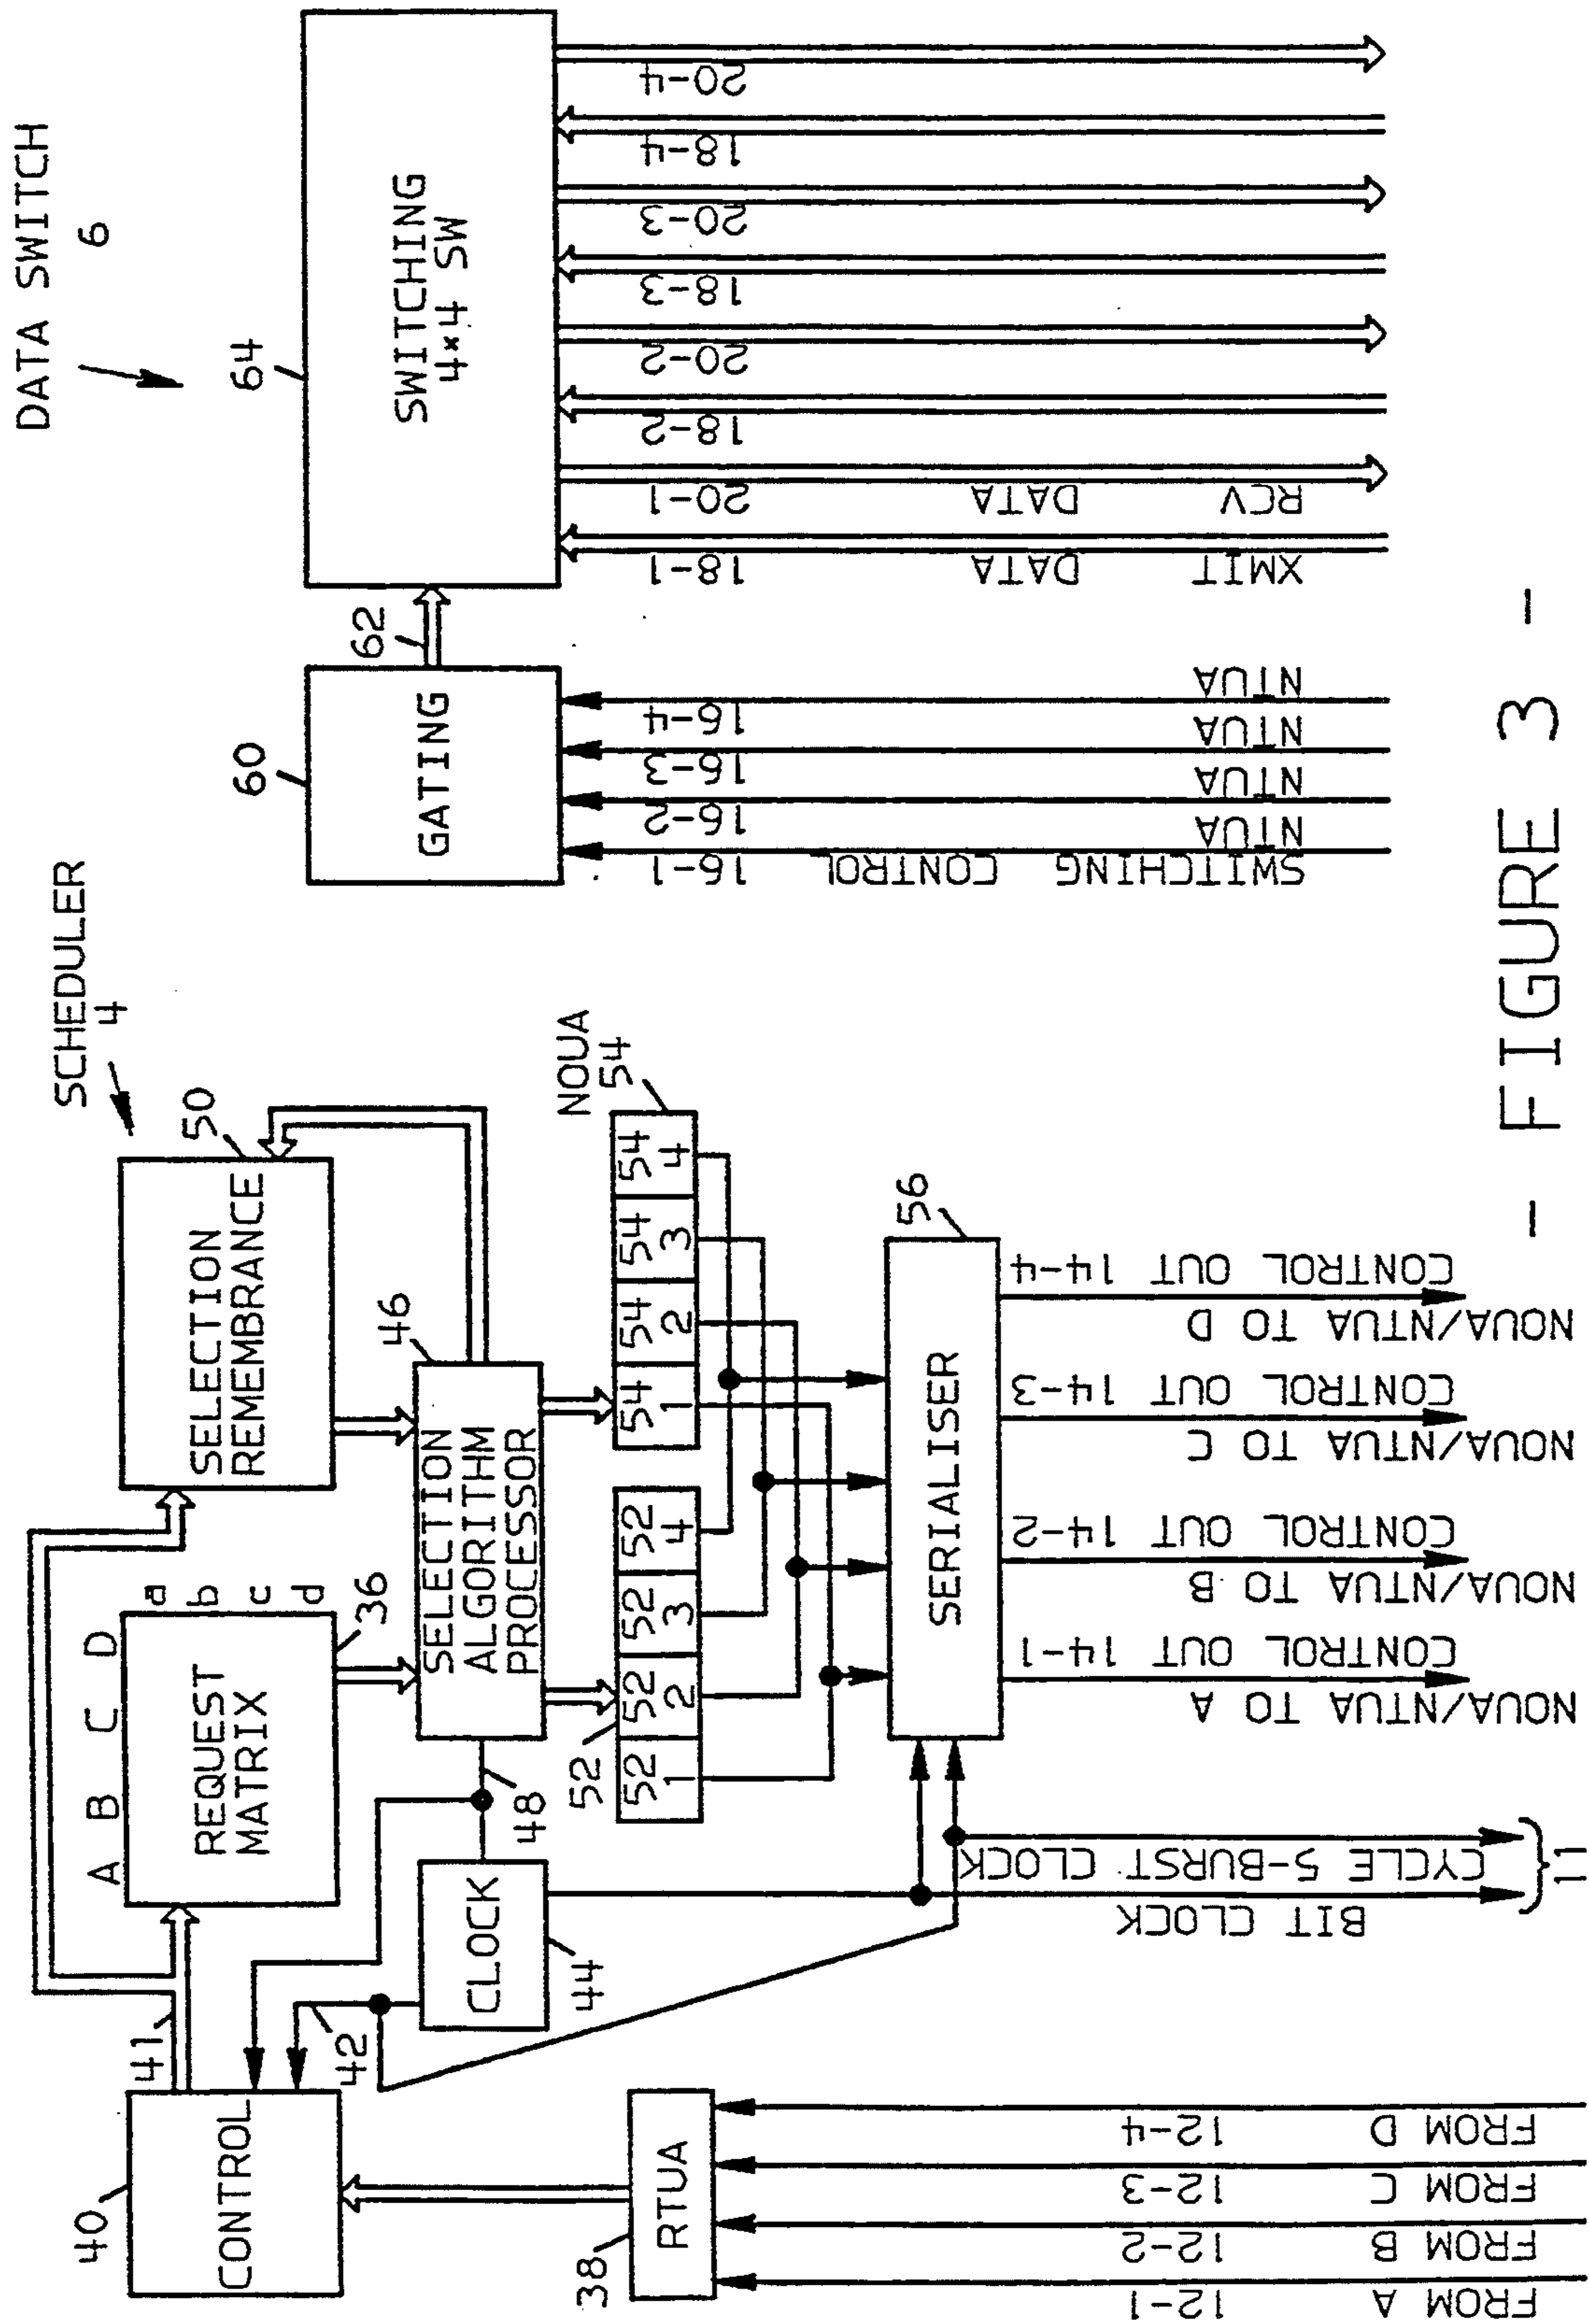 DATA SWITCH
6
SCHEDULER
4
64
SWITCHING
4×4 SW
60
GATING
62
50
SELECTION
REMEMBRANCE
A B C D
a
b
c
d
REQUEST
MATRIX
36
41
40
CONTROL
42
46
SELECTION
ALGORITHM
PROCESSOR
48
CLOCK
44
NOUA
54
54 54 54 54
1 2 3 4
52
52 52 52 52
1 2 3 4
56
SERIALISER
38
RTUA
FROM A 12-1
FROM B 12-2
FROM C 12-3
FROM D 12-4
BIT CLOCK
CYCLE 5-BURST CLOCK
11
NOUA/NTUA TO A
CONTROL OUT 14-1
NOUA/NTUA TO B
CONTROL OUT 14-2
NOUA/NTUA TO C
CONTROL OUT 14-3
NOUA/NTUA TO D
CONTROL OUT 14-4
SWITCHING CONTROL 16-1
NTUA
16-2
NTUA
16-3
NTUA
16-4
NTUA
XMIT DATA 18-1
RCV DATA 20-1
18-2
20-2
18-3
20-3
18-4
20-4
- FIGURE 3 -